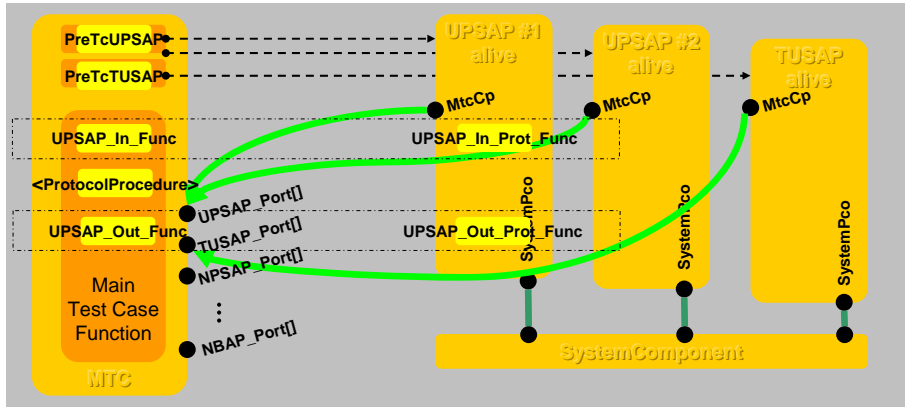 PreTcUPSAP
PreTcTUSAP
UPSAP #1
alive
UPSAP #2
alive
TUSAP
alive
MtcCp
MtcCp
MtcCp
UPSAP_In_Func
UPSAP_In_Prot_Func
<ProtocolProcedure>
UPSAP_Port[]
UPSAP_Out_Func
UPSAP_Out_Prot_Func
TUSAP_Port[]
NPSAP_Port[]
SystemPco
SystemPco
Main
Test Case
Function
⋮
NBAP_Port[]
SystemComponent
MTC